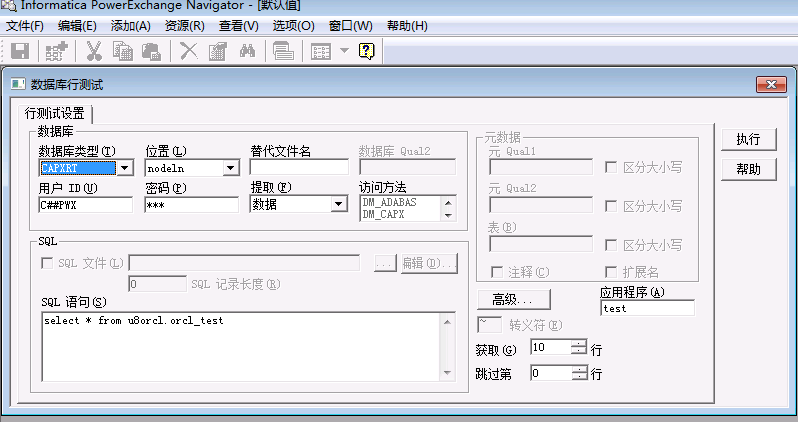 Informatica PowerExchange Navigator - [默认值]
文件(F) 编辑(E) 添加(A) 资源(R) 查看(V) 选项(O) 窗口(W) 帮助(H)
数据库行测试
行测试设置
数据库
数据库类型(T) 位置(L) 替代文件名 数据库 Qual2
CAPXRT nodeln
用户 ID(U) 密码(P) 提取(F) 访问方法
C##PWX *** 数据 DM_ADABAS
DM_CAPX
SQL
SQL 文件(L) ... 编辑(D)...
0 SQL 记录长度(R)
SQL 语句(S)
select * from u8orcl.orcl_test
元数据
元 Qual1
区分大小写
元 Qual2
区分大小写
表(B)
区分大小写
注释(C) 扩展名
高级... 应用程序(A)
test
~ 转义符(E)
获取(G) 10 行
跳过第 0 行
执行
帮助